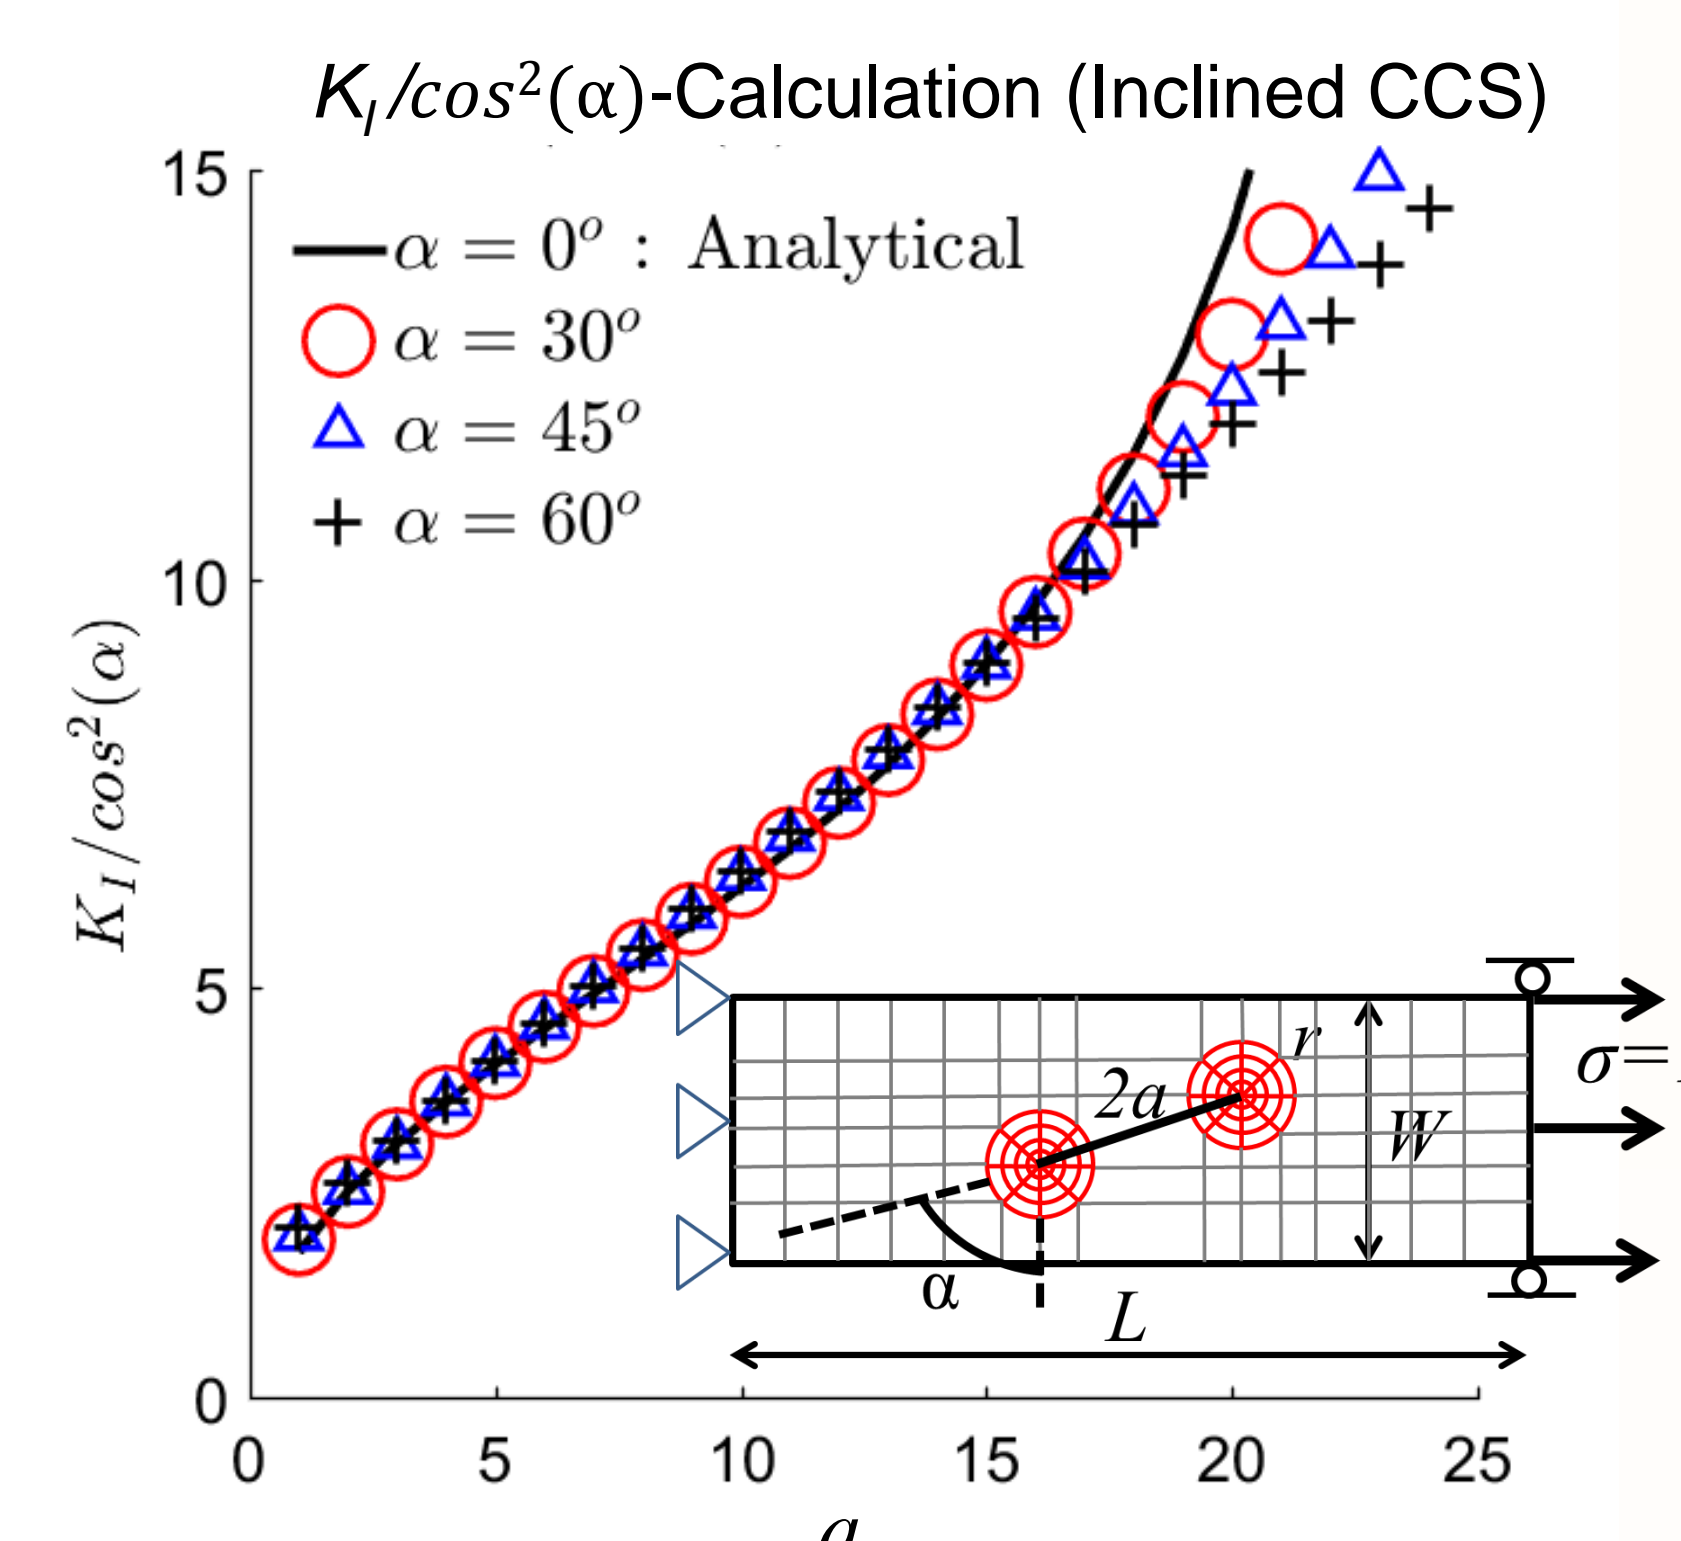 K_I/cos²(α)-Calculation (Inclined CCS)
15
10
5
0
K_I/cos²(α)
α = 0° : Analytical
α = 30°
α = 45°
α = 60°
r
2a
W
σ=
α
L
0 5 10 15 20 25
a